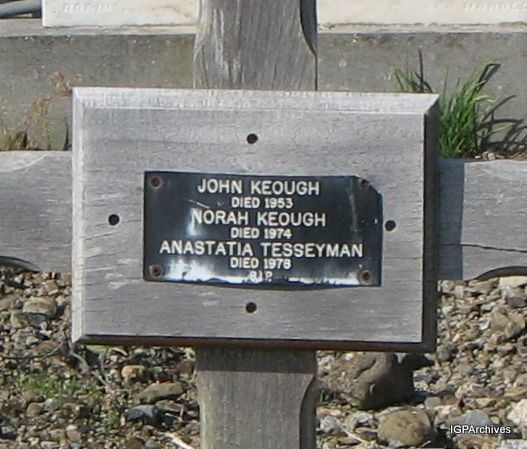 JOHN KEOUGH
DIED 1953
NORAH KEOUGH
DIED 1974
ANASTATIA TESSEYMAN
DIED 1978
R.I.P.
IGPArchives